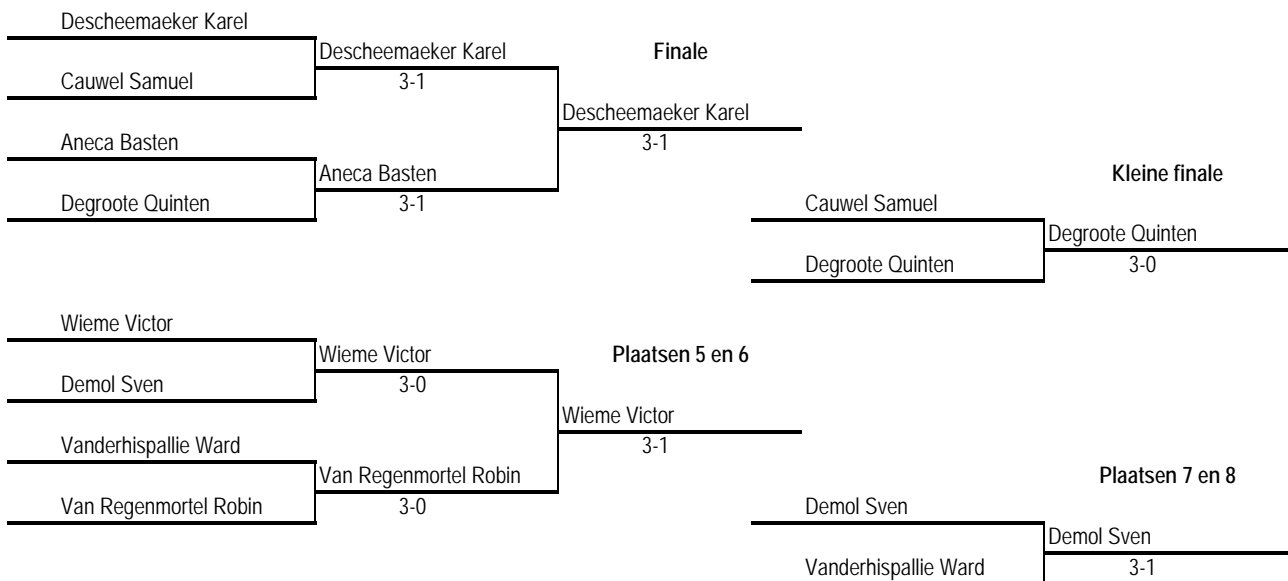 Descheemaeker Karel
Descheemaeker Karel Finale
Cauwel Samuel 3-1
Descheemaeker Karel
Aneca Basten 3-1
Aneca Basten Kleine finale
Degroote Quinten 3-1 Cauwel Samuel
Degroote Quinten
Degroote Quinten 3-0
Wieme Victor
Wieme Victor Plaatsen 5 en 6
Demol Sven 3-0
Wieme Victor
Vanderhispallie Ward 3-1
Van Regenmortel Robin Plaatsen 7 en 8
Van Regenmortel Robin 3-0 Demol Sven
Demol Sven
Vanderhispallie Ward 3-1